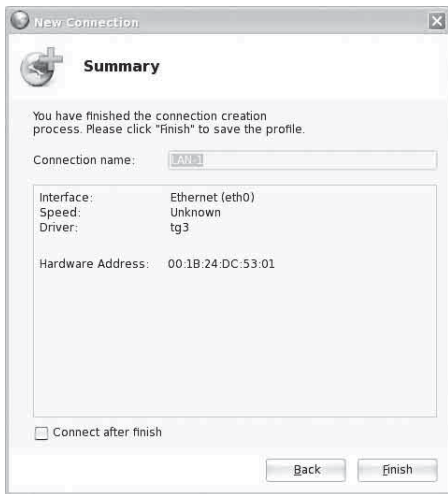 New Connection
Summary
You have finished the connection creation
process. Please click "Finish" to save the profile.
Connection name: LAN-1
Interface: Ethernet (eth0)
Speed: Unknown
Driver: tg3
Hardware Address: 00:1B:24:DC:53:01
Connect after finish
Back Finish